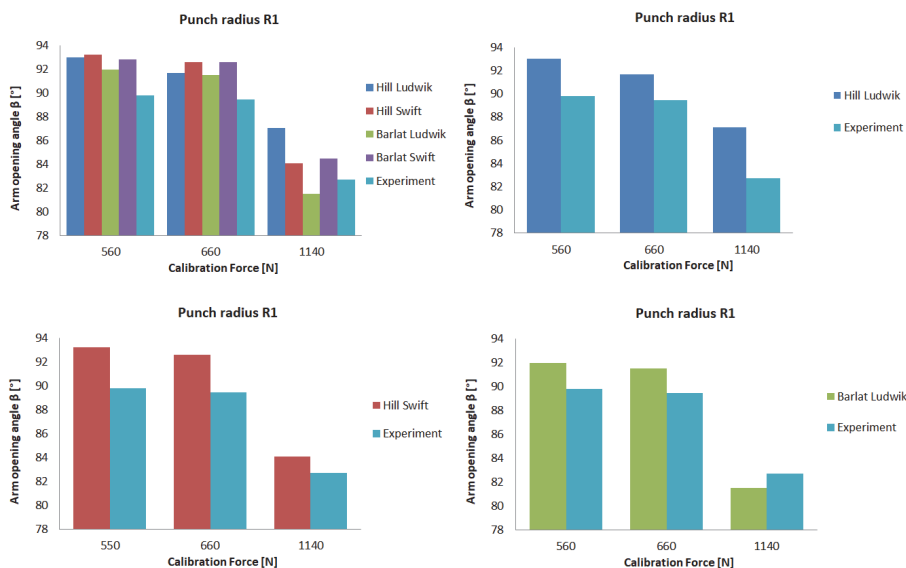 Punch radius R1
94
92
90
88
86
84
82
80
78
Arm opening angle β [°]
560 660 1140
Calibration Force [N]
Hill Ludwik
Hill Swift
Barlat Ludwik
Barlat Swift
Experiment
Punch radius R1
94
92
90
88
86
84
82
80
78
Arm opening angle β [°]
560 660 1140
Calibration Force [N]
Hill Ludwik
Experiment
Punch radius R1
94
92
90
88
86
84
82
80
78
Arm opening angle β [°]
550 660 1140
Calibration Force [N]
Hill Swift
Experiment
Punch radius R1
94
92
90
88
86
84
82
80
78
Arm opening angle β [°]
560 660 1140
Calibration Force [N]
Barlat Ludwik
Experiment